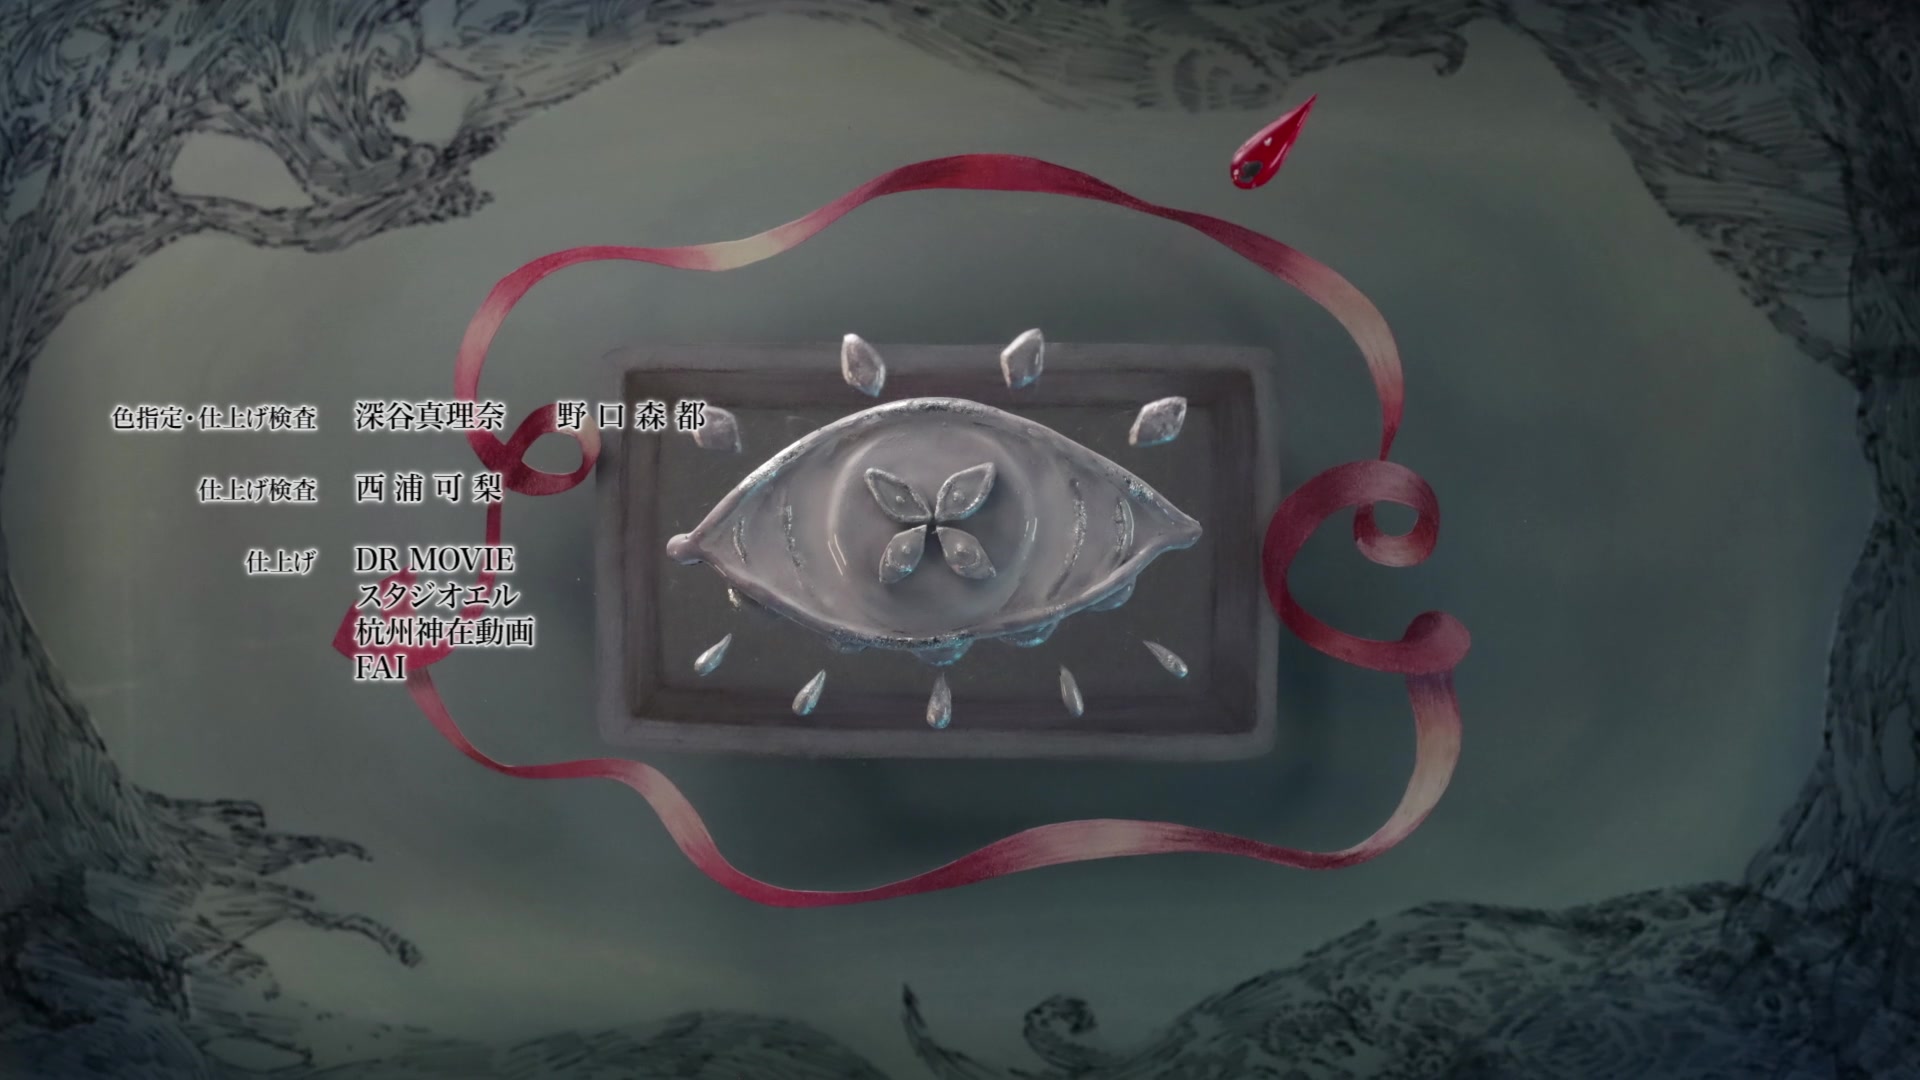 色指定・仕上げ検査 深谷真理奈 野口森都
仕上げ検査 西浦可梨
仕上げ DR MOVIE
スタジオエル
杭州神在動画
FAI